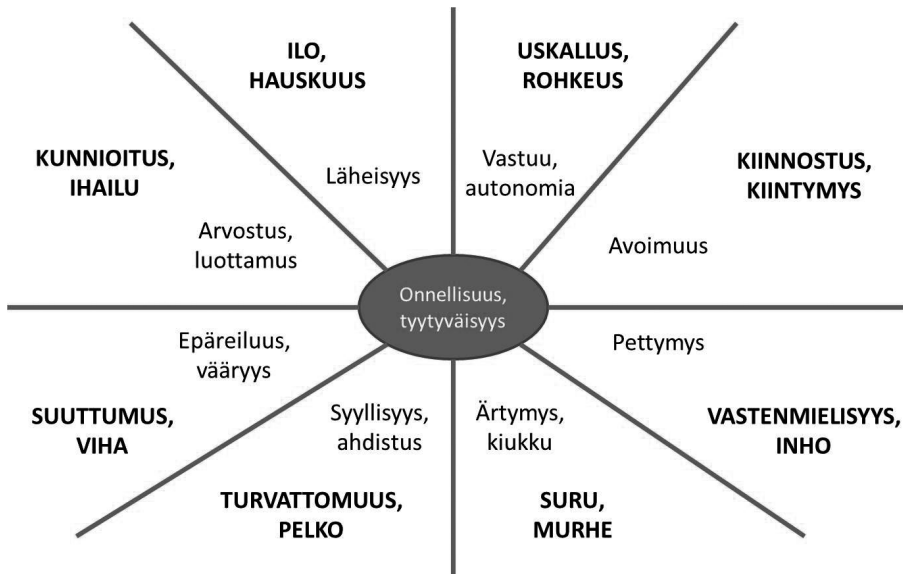 ILO,
HAUSKUUS
USKALLUS,
ROHKEUS
KUNNIOITUS,
IHAILU
Läheisyys
Vastuu,
autonomia
KIINNOSTUS,
KIINTYMYS
Arvostus,
luottamus
Avoimuus
Onnellisuus,
tyytyväisyys
Epäreiluus,
vääryys
Pettymys
SUUTTUMUS,
VIHA
Syyllisyys,
ahdistus
Ärtymys,
kiukku
VASTENMIELISYYS,
INHO
TURVATTOMUUS,
PELKO
SURU,
MURHE